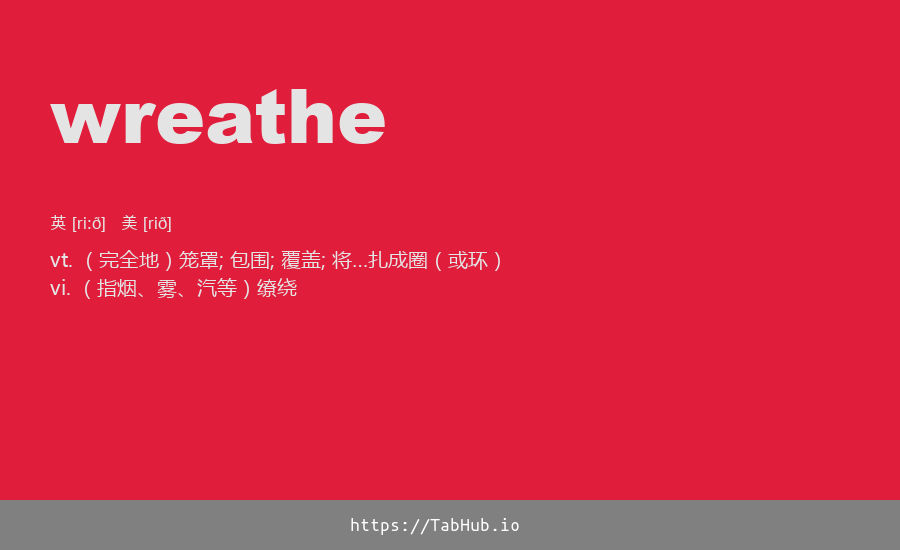 wreathe
英 [ri:ð] 美 [rið]
vt. （完全地）笼罩; 包围; 覆盖; 将...扎成圈（或环）
vi. （指烟、雾、汽等）缭绕
https://TabHub.io